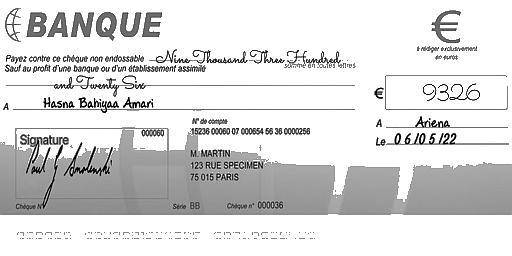 € BANQUE
€
à rédiger exclusivement
en euros
Payez contre ce chèque non endossable Nine Thousand Three Hundred
somme en toutes lettres
Sauf au profit d'une banque ou d'un établissement assimilé
and Twenty Six
€ 9326
A Hasna Bahiyaa Amari
A Ariena
Le 06/05/22
Signature 000060
N° de compte
15236 00060 07 000654 56 36 0000256
M. MARTIN
123 RUE SPECIMEN
75 015 PARIS
Chèque N°
Série BB Chèque n° 000036